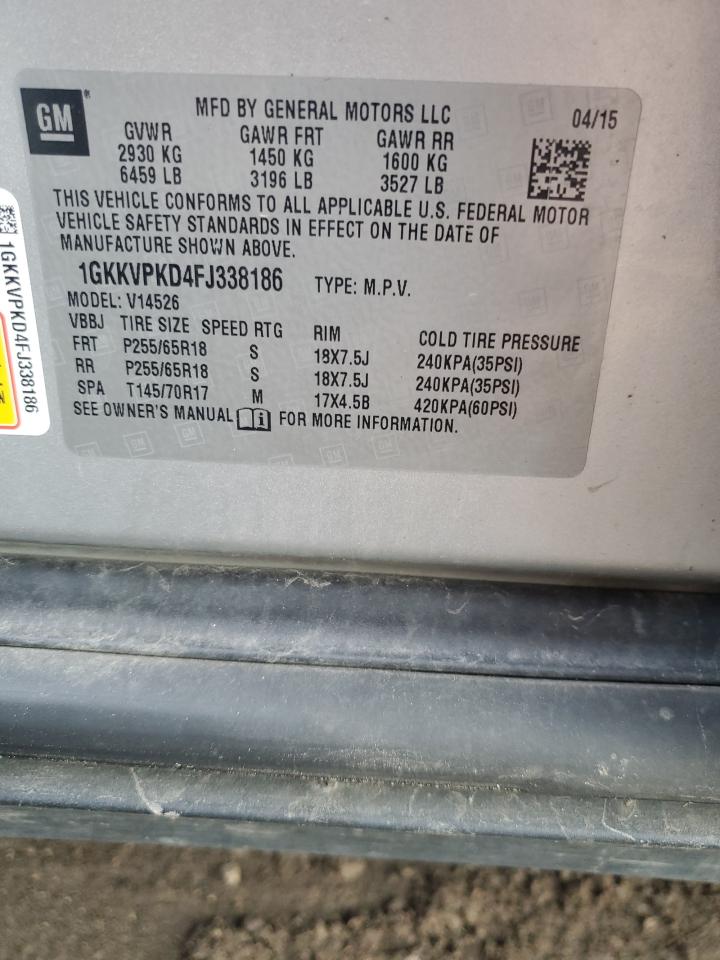 GM
MFD BY GENERAL MOTORS LLC 04/15
GVWR GAWR FRT GAWR RR
2930 KG 1450 KG 1600 KG
6459 LB 3196 LB 3527 LB
THIS VEHICLE CONFORMS TO ALL APPLICABLE U.S. FEDERAL MOTOR
VEHICLE SAFETY STANDARDS IN EFFECT ON THE DATE OF
MANUFACTURE SHOWN ABOVE.
1GKKVPKD4FJ338186 TYPE: M.P.V.
MODEL: V14526
VBBJ TIRE SIZE SPEED RTG RIM COLD TIRE PRESSURE
FRT P255/65R18 S 18X7.5J 240KPA(35PSI)
RR P255/65R18 S 18X7.5J 240KPA(35PSI)
SPA T145/70R17 M 17X4.5B 420KPA(60PSI)
SEE OWNER'S MANUAL FOR MORE INFORMATION.
1GKKVPKD4FJ338186